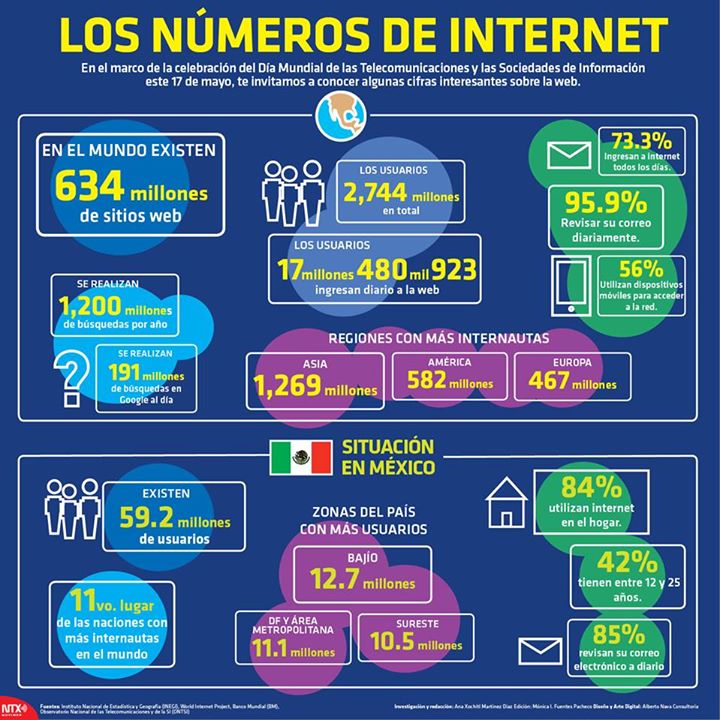 LOS NÚMEROS DE INTERNET
En el marco de la celebración del Día Mundial de las Telecomunicaciones y las Sociedades de Información
este 17 de mayo, te invitamos a conocer algunas cifras interesantes sobre la web.
EN EL MUNDO EXISTEN
634 millones
de sitios web
LOS USUARIOS
2,744 millones
en total
LOS USUARIOS
17 millones 480 mil 923
ingresan diario a la web
73.3%
Ingresan a internet
todos los días.
95.9%
Revisar su correo
diariamente.
56%
Utilizan dispositivos
móviles para acceder
a la red.
SE REALIZAN
1,200 millones
de búsquedas por año
SE REALIZAN
191 millones
de búsquedas en
Google al día
REGIONES CON MÁS INTERNAUTAS
ASIA
1,269 millones
AMÉRICA
582 millones
EUROPA
467 millones
SITUACIÓN
EN MÉXICO
EXISTEN
59.2 millones
de usuarios
11vo. lugar
de las naciones con
más internautas
en el mundo
ZONAS DEL PAÍS
CON MÁS USUARIOS
BAJÍO
12.7 millones
DF Y ÁREA
METROPOLITANA
11.1 millones
SURESTE
10.5 millones
84%
utilizan internet
en el hogar.
42%
tienen entre 12 y 25
años.
85%
revisan su correo
electrónico a diario
NTX
Fuentes: Instituto Nacional de Estadística y Geografía (INEGI), World Internet Project, Banco Mundial (BM),
Observatorio Nacional de las Telecomunicaciones y de la SI (ONTSI)
Investigación y redacción: Ana Xochitl Martínez Díaz Edición: Mónica I. Fuentes Pacheco Diseño y Arte Digital: Alberto Nava Consultoría